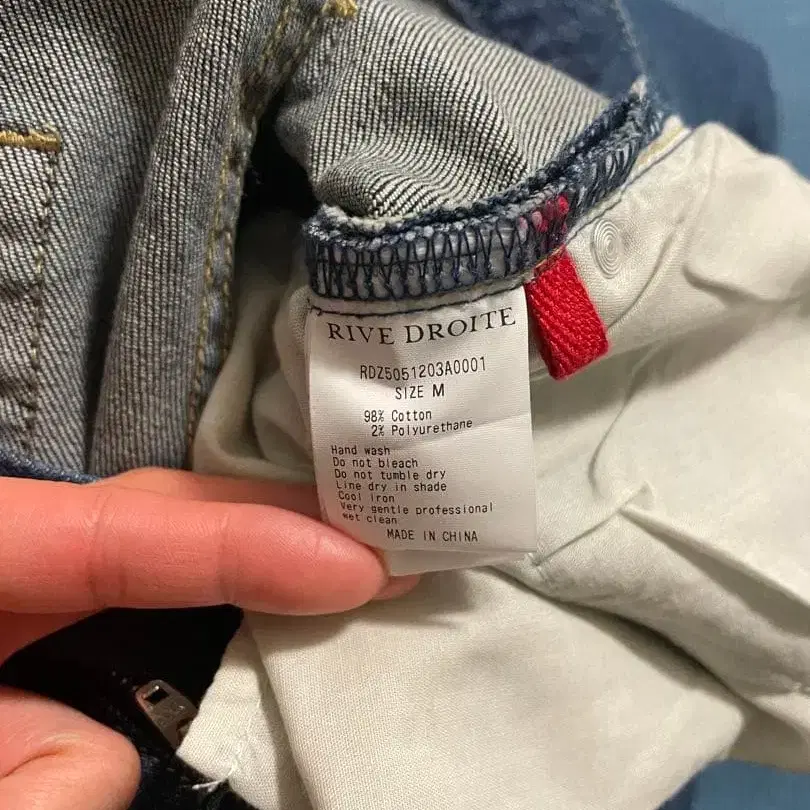 RIVE DROITE
RDZ5051203A0001
SIZE M
98% Cotton
2% Polyurethane
Hand wash
Do not bleach
Do not tumble dry
Line dry in shade
Cool iron
Very gentle professional
wet clean
MADE IN CHINA